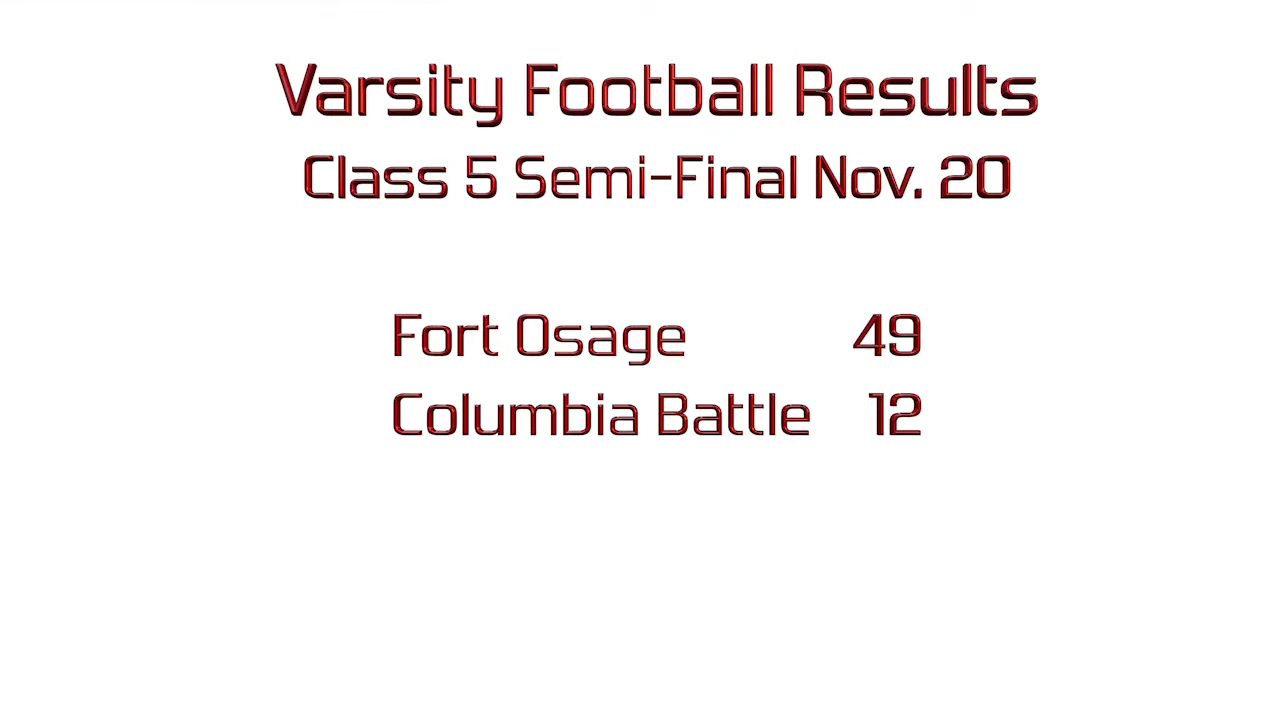 Varsity Football Results
Class 5 Semi-Final Nov. 20
Fort Osage 49
Columbia Battle 12